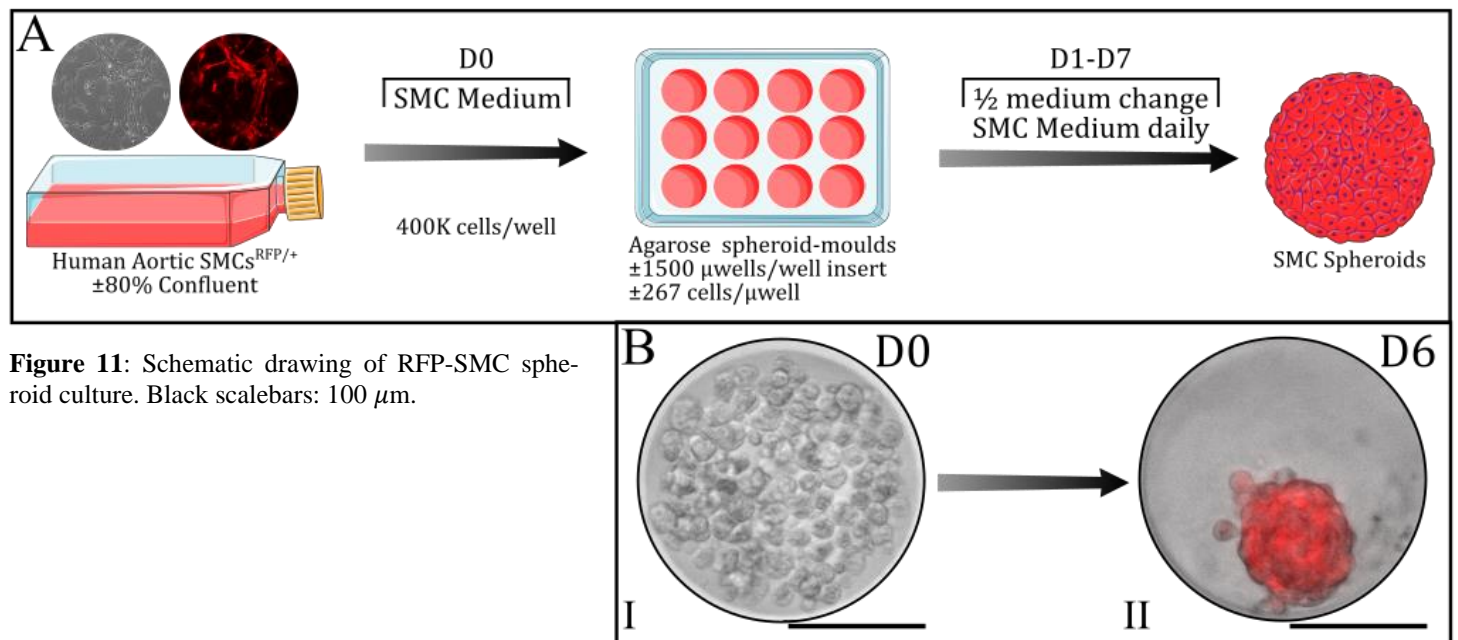 A
D0
SMC Medium
400K cells/well
Human Aortic SMCsRFP/+
±80% Confluent
Agarose spheroid-moulds
±1500 µwells/well insert
±267 cells/µwell
D1-D7
½ medium change
SMC Medium daily
SMC Spheroids
Figure 11: Schematic drawing of RFP-SMC sphe-
roid culture. Black scalebars: 100 μm.
B
D0
D6
I
II